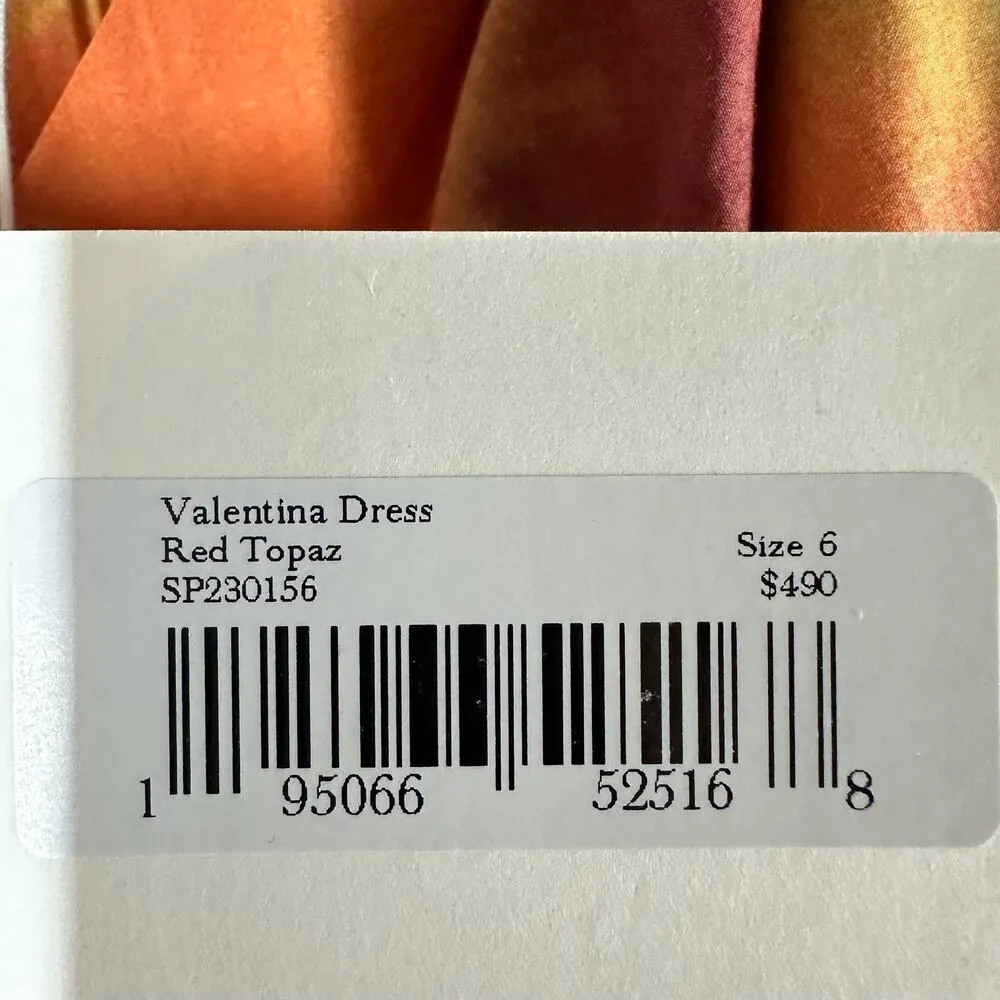 Valentina Dress
Red Topaz
Size 6
SP230156
$490
1 95066 52516 8